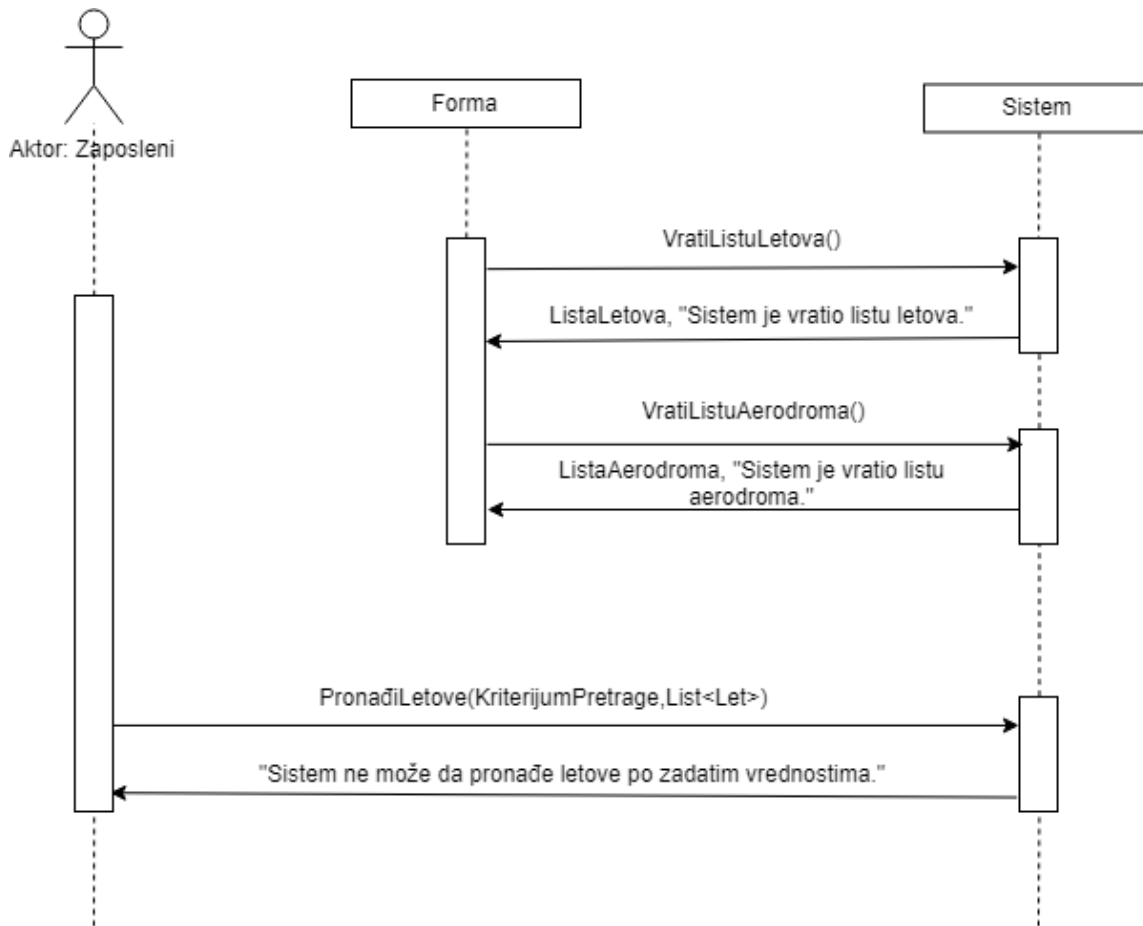 Aktor: Zaposleni
Forma
Sistem
VratiListuLetova()
ListaLetova, "Sistem je vratio listu letova."
VratiListuAerodroma()
ListaAerodroma, "Sistem je vratio listu
aerodroma."
PronađiLetove(KriterijumPretrage,List<Let>)
"Sistem ne može da pronađe letove po zadatim vrednostima."